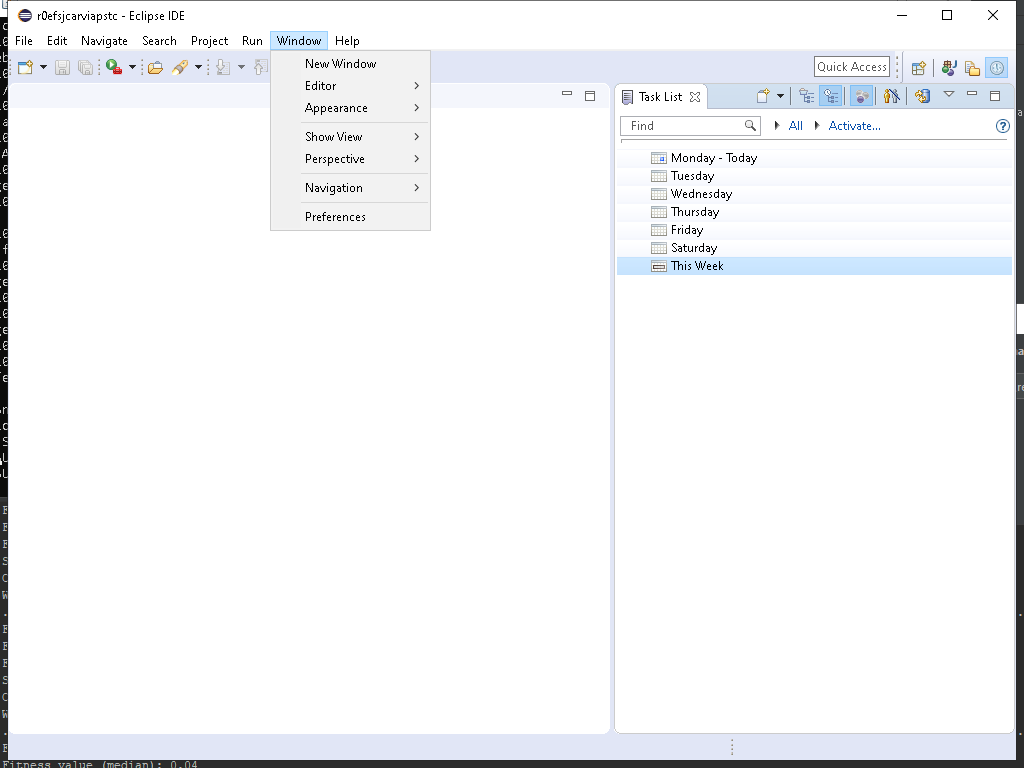 r0efsjcarviapstc - Eclipse IDE
File Edit Navigate Search Project Run Window Help
New Window
Editor
Appearance
Show View
Perspective
Navigation
Preferences
Quick Access
Task List
Find All Activate...
Monday - Today
Tuesday
Wednesday
Thursday
Friday
Saturday
This Week
Fitness value (median): 0.04